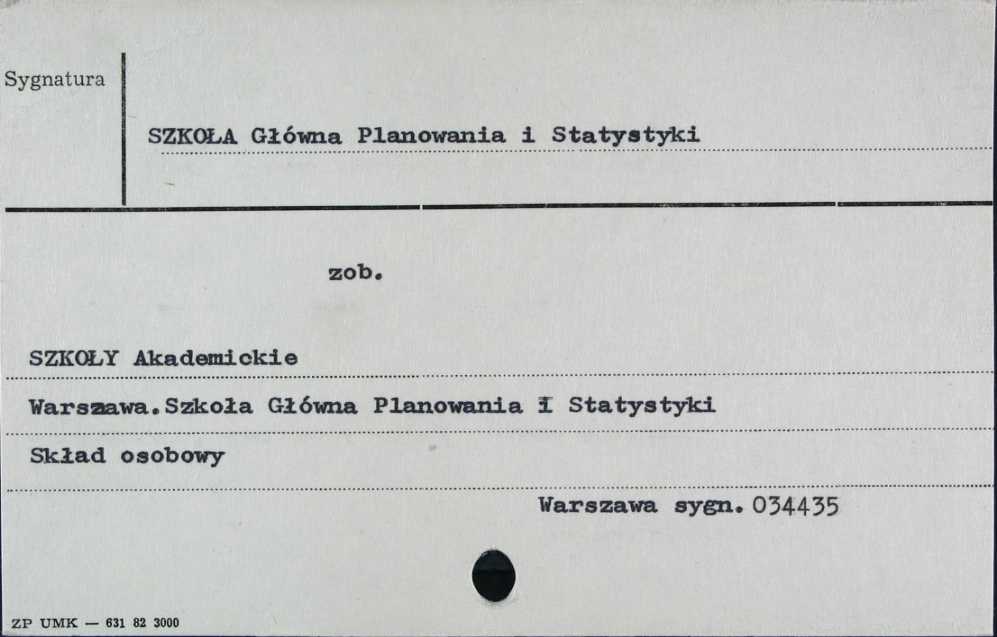 Sygnatura
SZKOŁA Główna Planowania i Statystyki
zob.
SZKOŁY Akademickie
Warszawa.Szkoła Główna Planowania i Statystyki
Skład osobowy
Warszawa sygn. 034435
ZP UMK — 631 82 3000